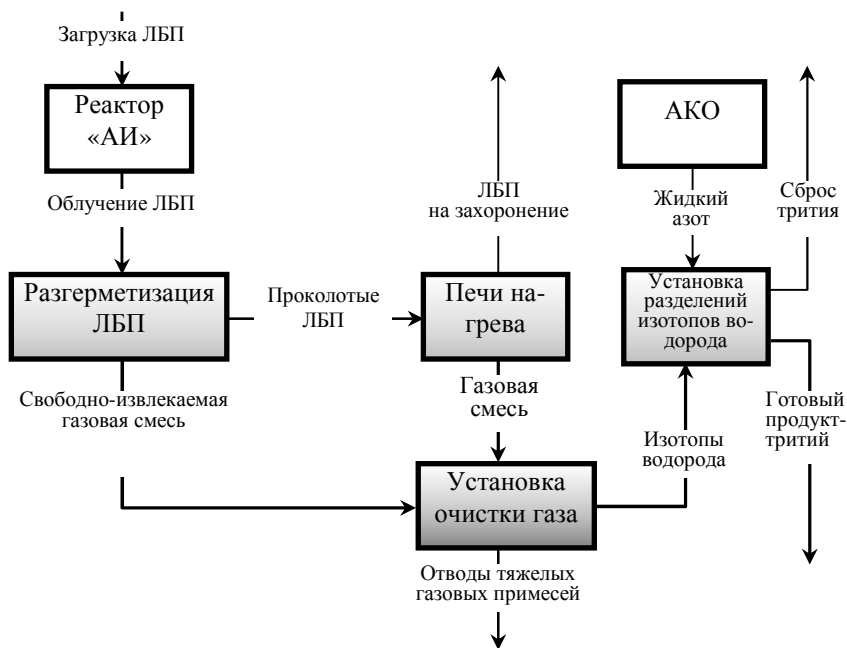 Загрузка ЛБП
Реактор
«АИ»
АКО
Облучение ЛБП
ЛБП
на захоронение
Жидкий
азот
Сброс
трития
Разгерметизация
ЛБП
Проколотые
ЛБП
Печи на-
грева
Установка
разделений
изотопов во-
дорода
Свободно-извлекаемая
газовая смесь
Газовая
смесь
Изотопы
водорода
Готовый
продукт-
тритий
Установка
очистки газа
Отводы тяжелых
газовых примесей